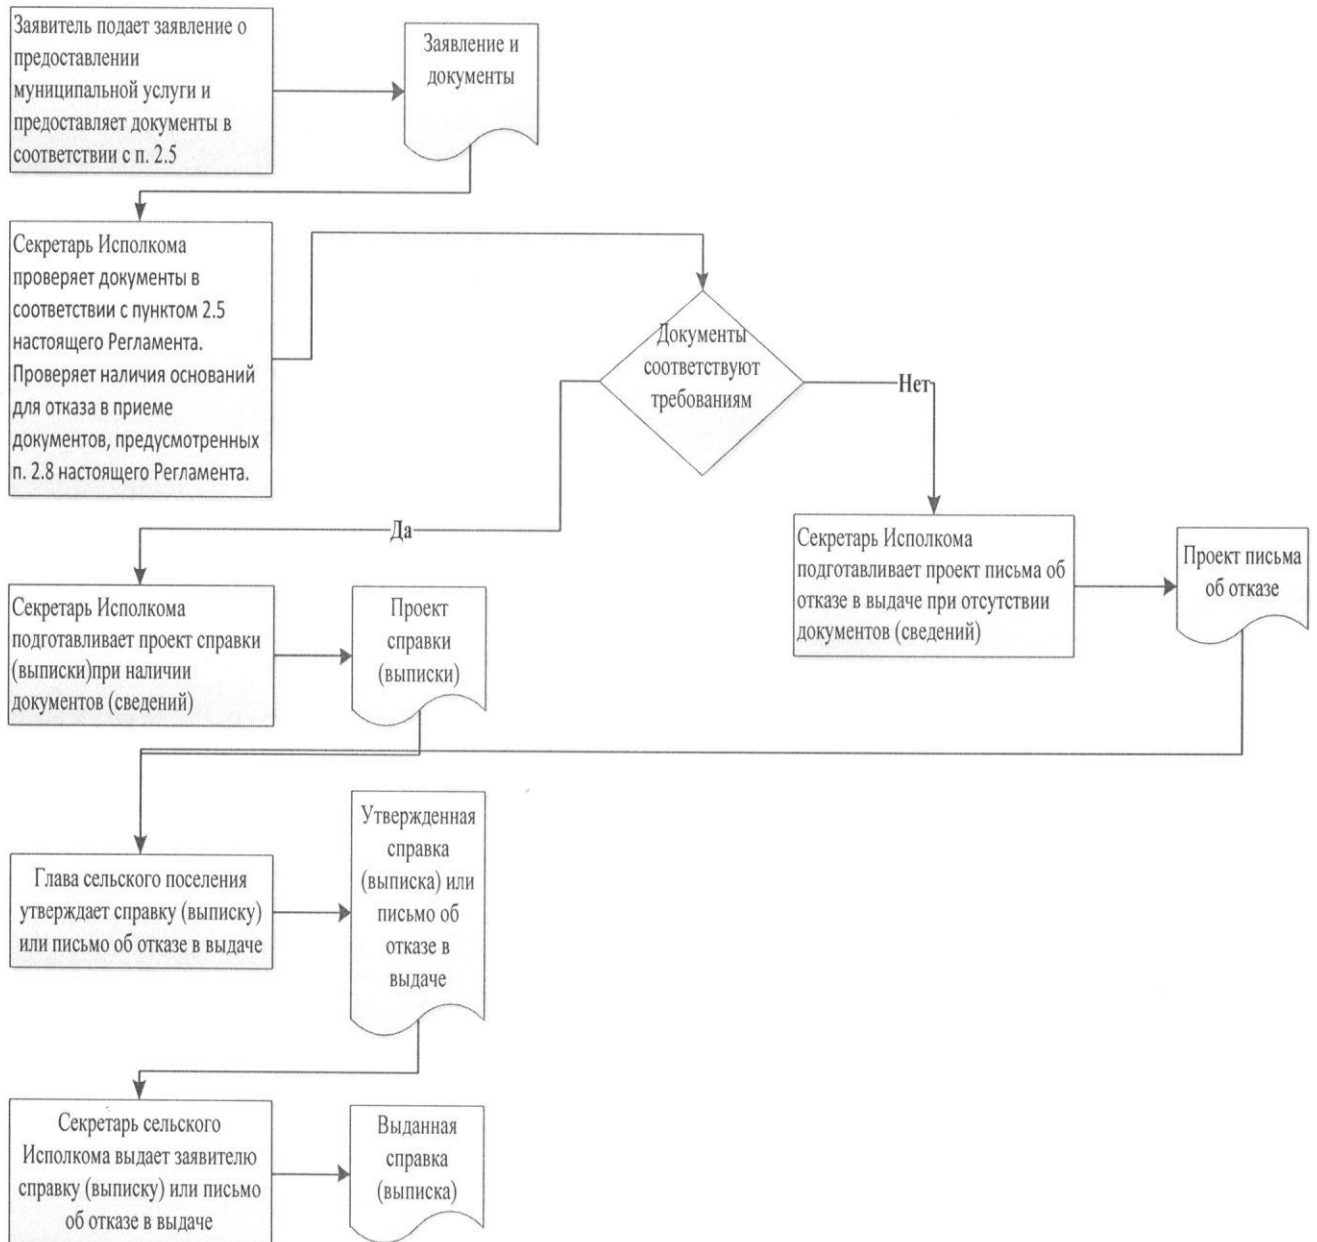 Заявитель подает заявление о
предоставлении
муниципальной услуги и
предоставляет документы в
соответствии с п. 2.5
Заявление и
документы
Секретарь Исполкома
проверяет документы в
соответствии с пунктом 2.5
настоящего Регламента.
Проверяет наличия оснований
для отказа в приеме
документов, предусмотренных
п. 2.8 настоящего Регламента.
Документы
соответствуют
требованиям
Нет
Да
Секретарь Исполкома
подготавливает проект письма об
отказе в выдаче при отсутствии
документов (сведений)
Проект письма
об отказе
Секретарь Исполкома
подготавливает проект справки
(выписки)при наличии
документов (сведений)
Проект
справки
(выписки)
Глава сельского поселения
утверждает справку (выписку)
или письмо об отказе в выдаче
Утвержденная
справка
(выписка) или
письмо об
отказе в
выдаче
Секретарь сельского
Исполкома выдает заявителю
справку (выписку) или письмо
об отказе в выдаче
Выданная
справка
(выписка)